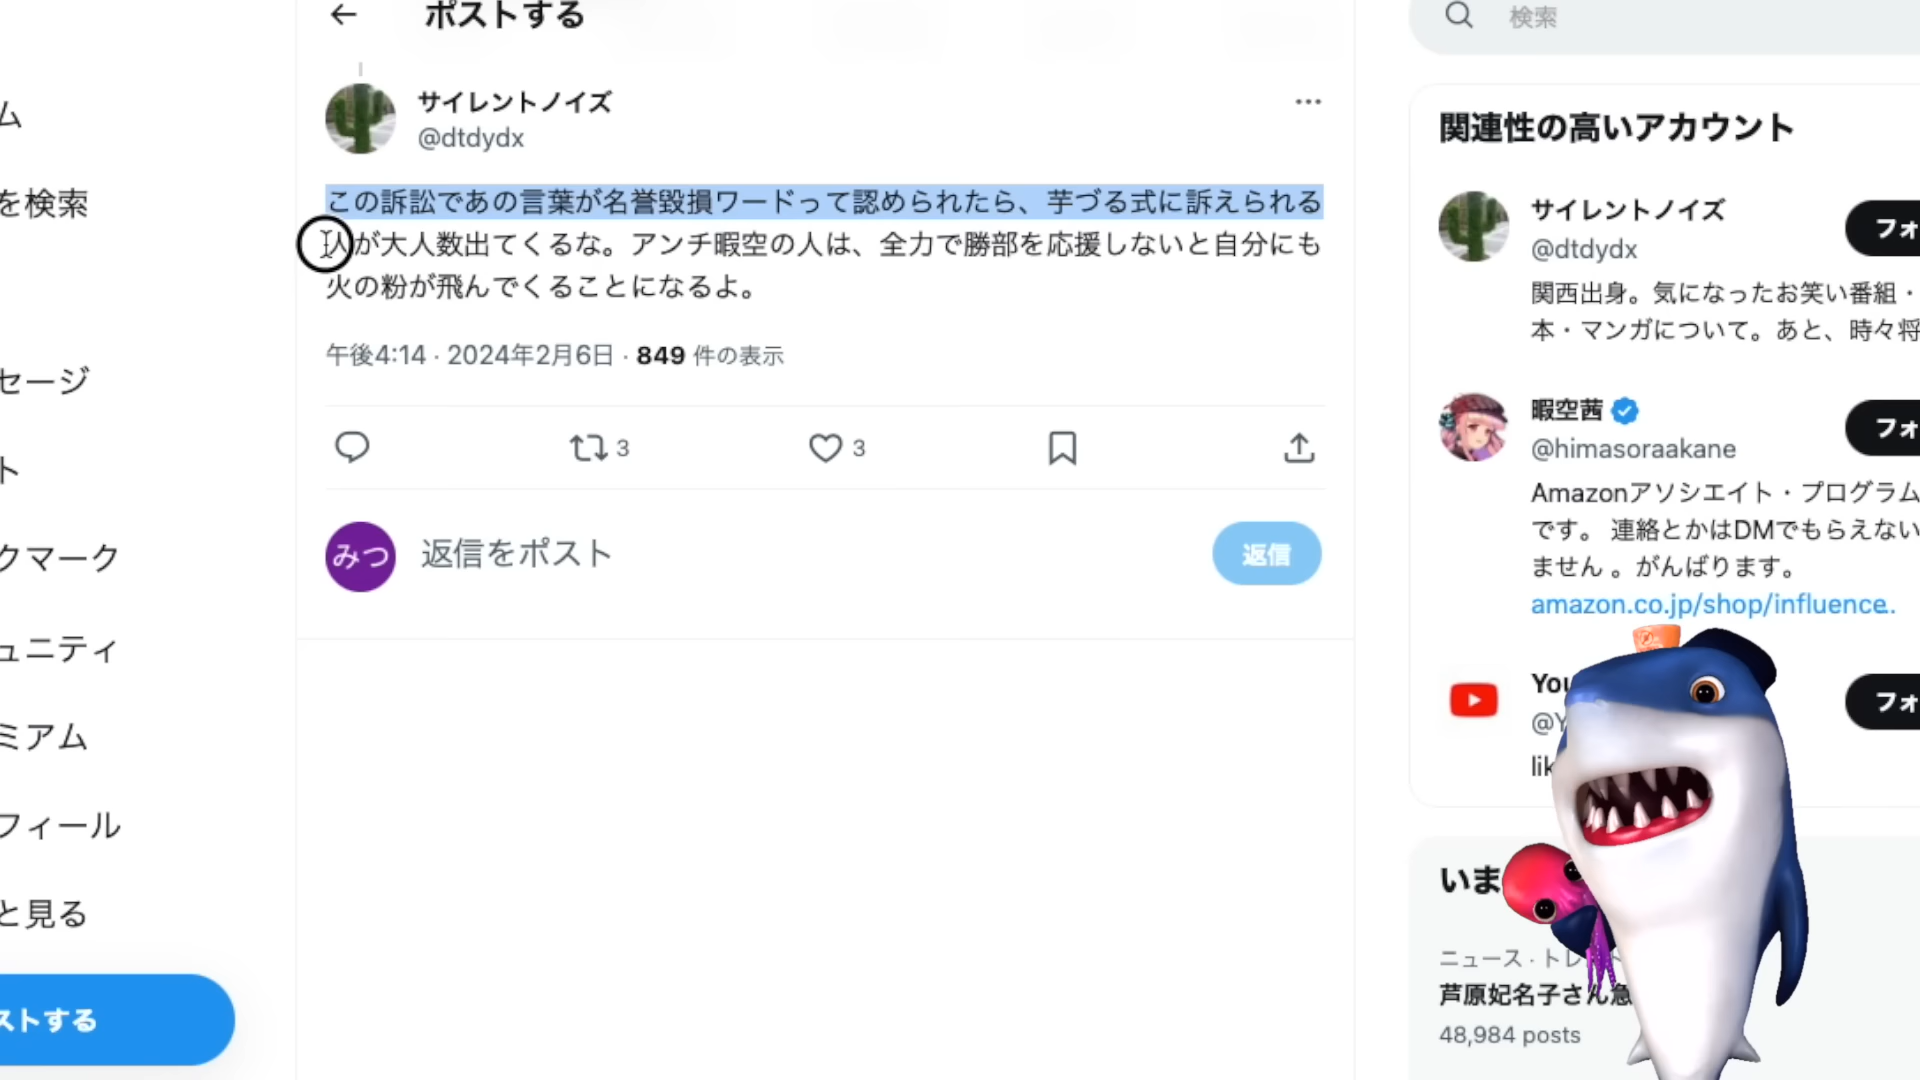 ポストする
検索
ム
を検索
セージ
ト
クマーク
ュニティ
ミアム
フィール
と見る
ストする
サイレントノイズ
@dtdydx
この訴訟であの言葉が名誉毀損ワードって認められたら、芋づる式に訴えられる
人が大人数出てくるな。アンチ暇空の人は、全力で勝部を応援しないと自分にも
火の粉が飛んでくることになるよ。
午後4:14 · 2024年2月6日 · 849 件の表示
3
3
みつ
返信をポスト
返信
関連性の高いアカウント
サイレントノイズ
@dtdydx
フォ
関西出身。気になったお笑い番組・
本・マンガについて。あと、時々将
暇空茜
@himasoraakane
フォ
Amazonアソシエイト・プログラム
です。 連絡とかはDMでもらえない
ません 。がんばります。
amazon.co.jp/shop/influence..
You
@Y
フォ
lik
いま
ニュース · トレ
芦原妃名子さん急
48,984 posts